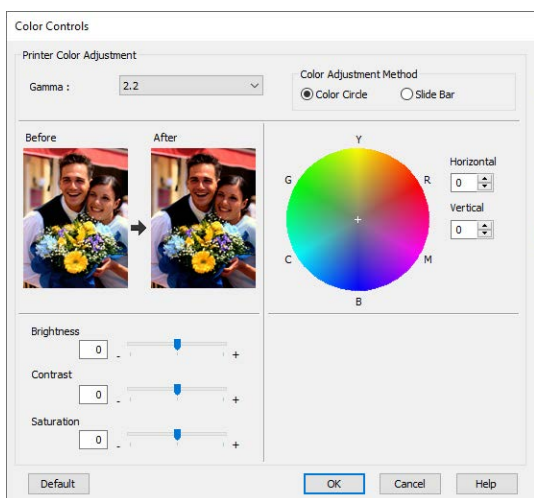 Color Controls
Printer Color Adjustment
Gamma :
2.2
Color Adjustment Method
Color Circle
Slide Bar
Before
After
Y
G
R
C
M
B
Horizontal
0
Vertical
0
Brightness
0
-
+
Contrast
0
-
+
Saturation
0
-
+
Default
OK
Cancel
Help